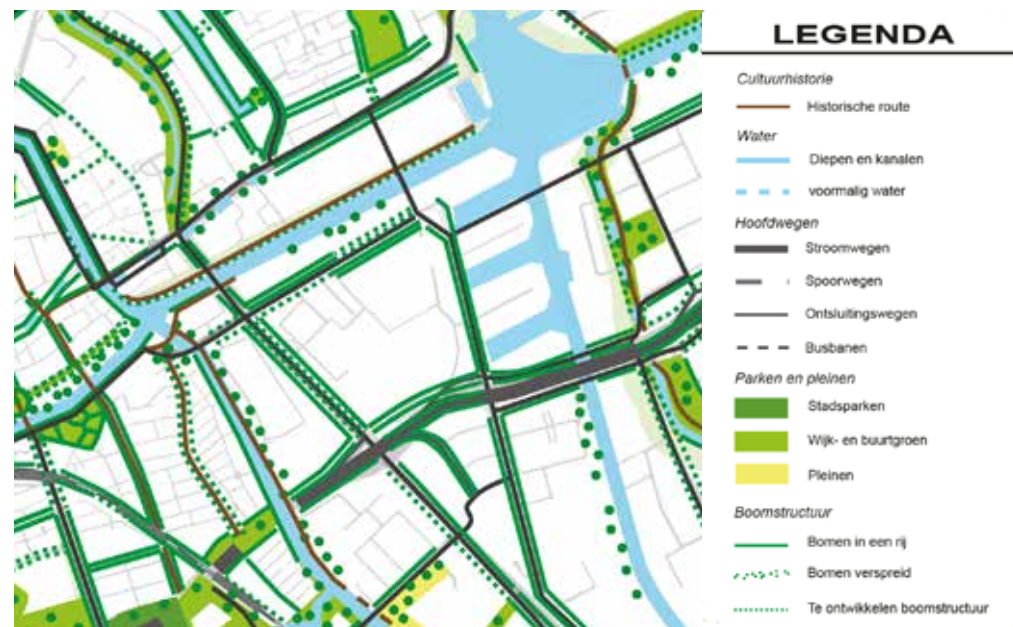 LEGENDA
Cultuurhistorie
Historische route
Water
Diepen en kanalen
voormalig water
Hoofdwegen
Stroomwegen
Spoorwegen
Ontsluitingswegen
Busbanen
Parken en pleinen
Stadsparken
Wijk- en buurtgroen
Pleinen
Boomstructuur
Bomen in een rij
Bomen verspreid
Te ontwikkelen boomstructuur